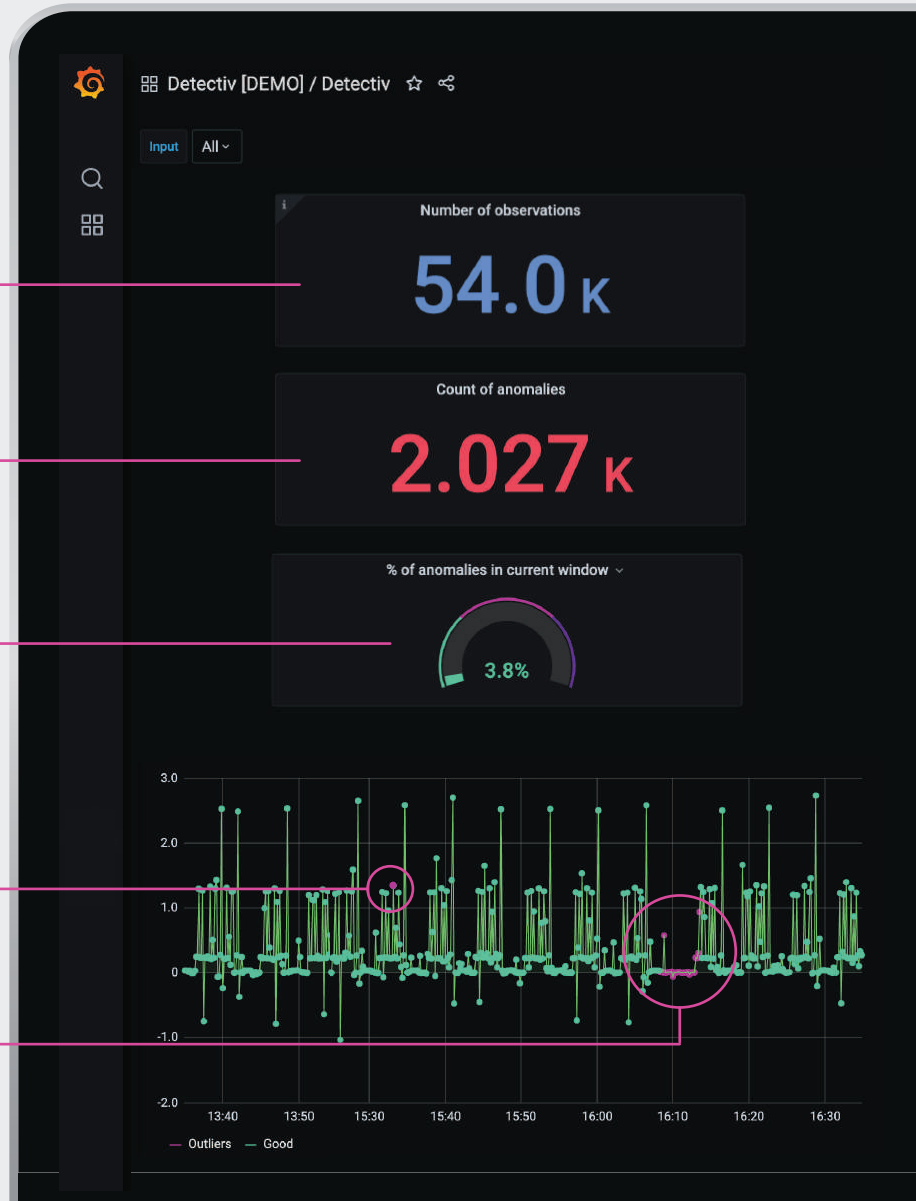 Detectiv [DEMO] / Detectiv
Input All
i
Number of observations
54.0 K
Count of anomalies
2.027 K
% of anomalies in current window
3.8%
3.0
2.0
1.0
0
-1.0
-2.0
13:40 13:50 15:30 15:40 15:50 16:00 16:10 16:20 16:30
Outliers Good